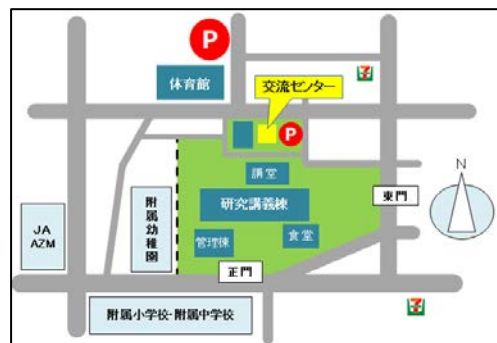 P
体育館
7
交流センター
P
N
講堂
東門
附属幼稚園
研究講義棟
JA
AZM
管理棟
食堂
正門
7
附属小学校・附属中学校